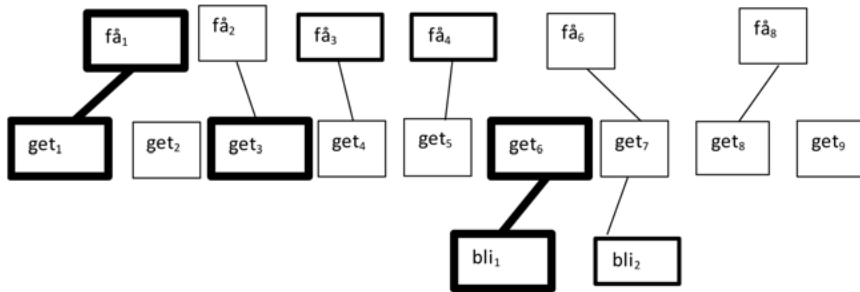 få₁ få₂ få₃ få₄ få₆ få₈
get₁ get₂ get₃ get₄ get₅ get₆ get₇ get₈ get₉
bli₁ bli₂